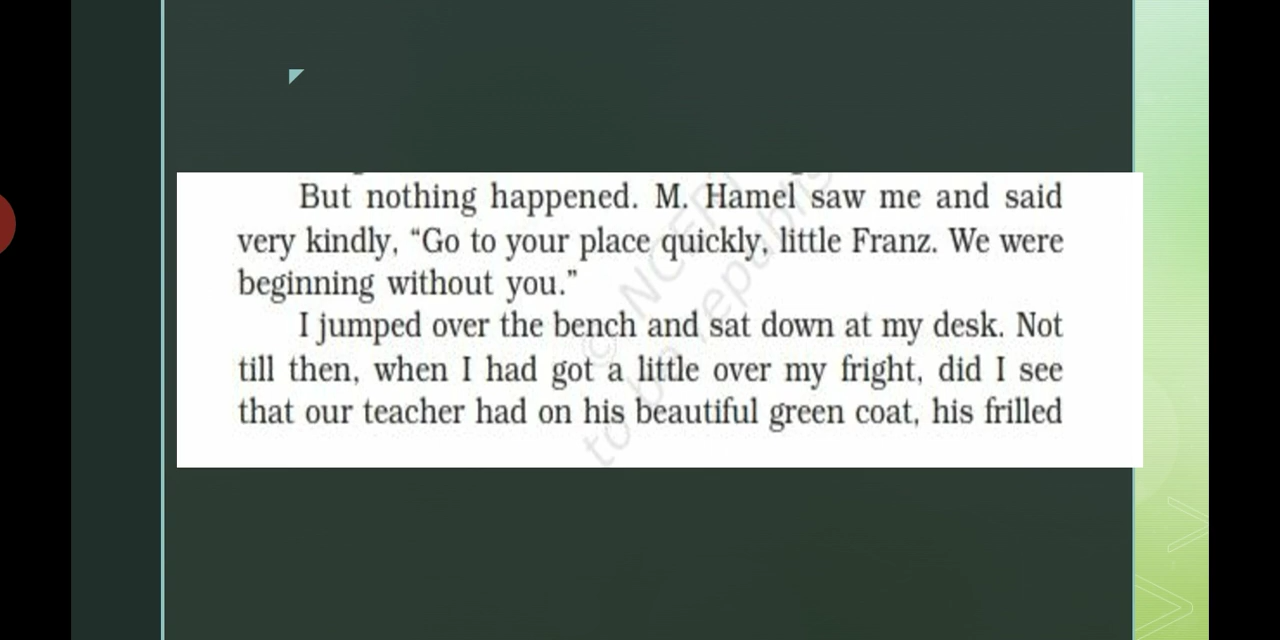 But nothing happened. M. Hamel saw me and said
very kindly, “Go to your place quickly, little Franz. We were
beginning without you.”
I jumped over the bench and sat down at my desk. Not
till then, when I had got a little over my fright, did I see
that our teacher had on his beautiful green coat, his frilled